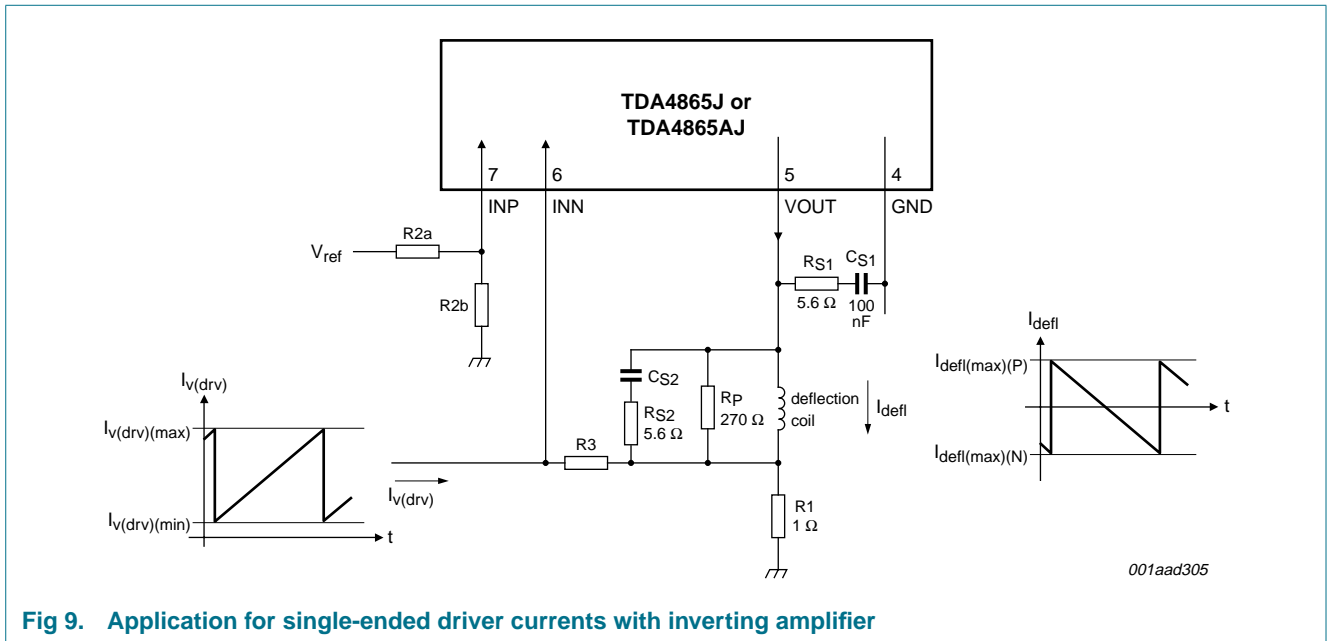 TDA4865J or
TDA4865AJ
7
6
5
4
INP
INN
VOUT
GND
Vref
R2a
R2b
RS1
5.6 Ω
CS1
100
nF
CS2
RS2
5.6 Ω
RP
270 Ω
deflection
coil
Idefl
R3
R1
1 Ω
Iv(drv)
Iv(drv)(max)
Iv(drv)(min)
t
Iv(drv)
Idefl
Idefl(max)(P)
Idefl(max)(N)
t
001aad305
Fig 9. Application for single-ended driver currents with inverting amplifier